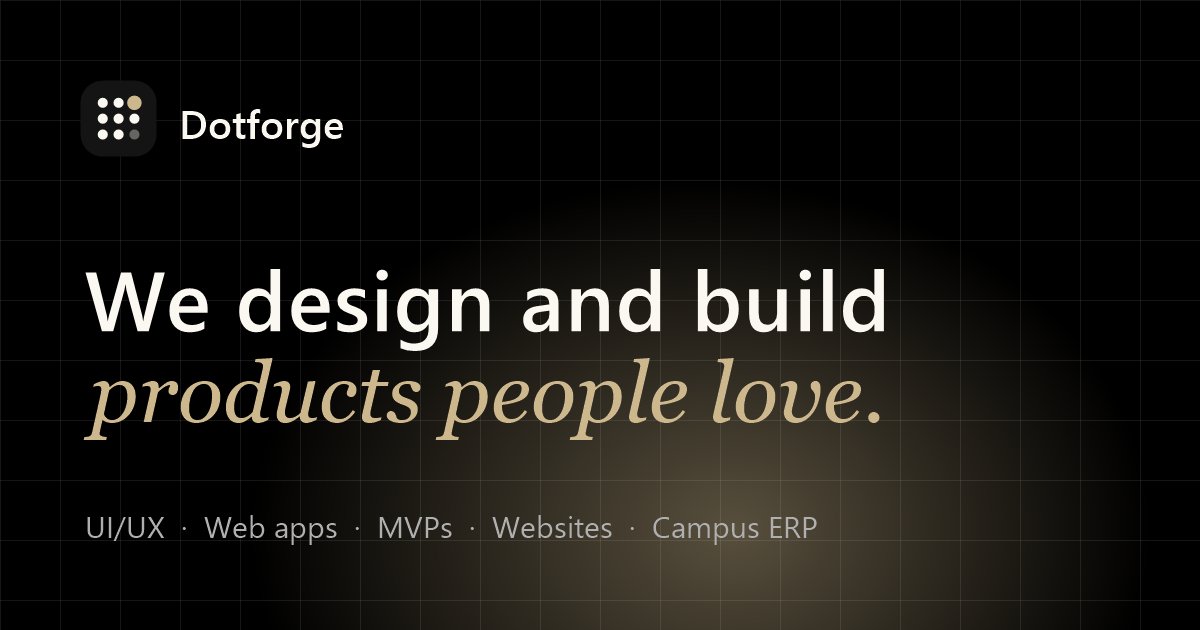 Dotforge
We design and build
products people love.
UI/UX · Web apps · MVPs · Websites · Campus ERP